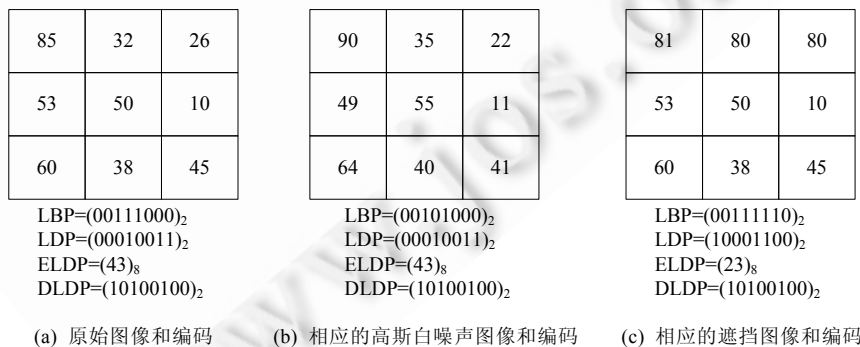 85 32 26
53 50 10
60 38 45
LBP=(00111000)2
LDP=(00010011)2
ELDP=(43)8
DLDP=(10100100)2
(a) 原始图像和编码
90 35 22
49 55 11
64 40 41
LBP=(00101000)2
LDP=(00010011)2
ELDP=(43)8
DLDP=(10100100)2
(b) 相应的高斯白噪声图像和编码
81 80 80
53 50 10
60 38 45
LBP=(00111110)2
LDP=(10001100)2
ELDP=(23)8
DLDP=(10100100)2
(c) 相应的遮挡图像和编码
www.jos.o